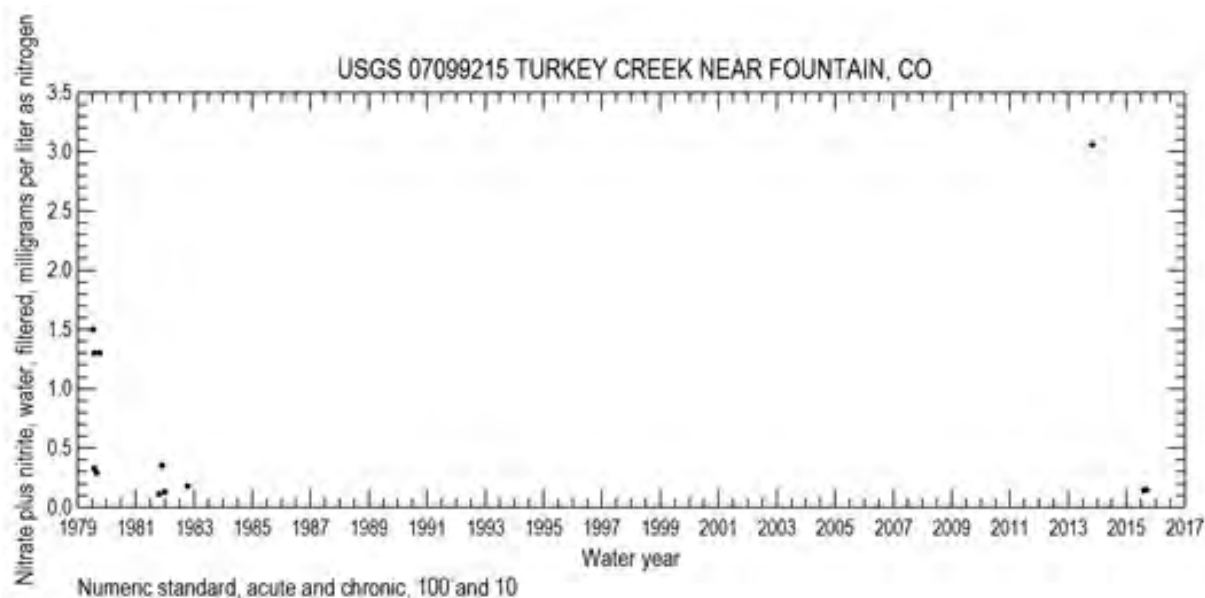 USGS 07099215 TURKEY CREEK NEAR FOUNTAIN, CO
Nitrate plus nitrite, water, filtered, milligrams per liter as nitrogen
3.5
3.0
2.5
2.0
1.5
1.0
0.5
0.0
1979 1981 1983 1985 1987 1989 1991 1993 1995 1997 1999 2001 2003 2005 2007 2009 2011 2013 2015 2017
Water year
Numeric standard, acute and chronic, 100 and 10